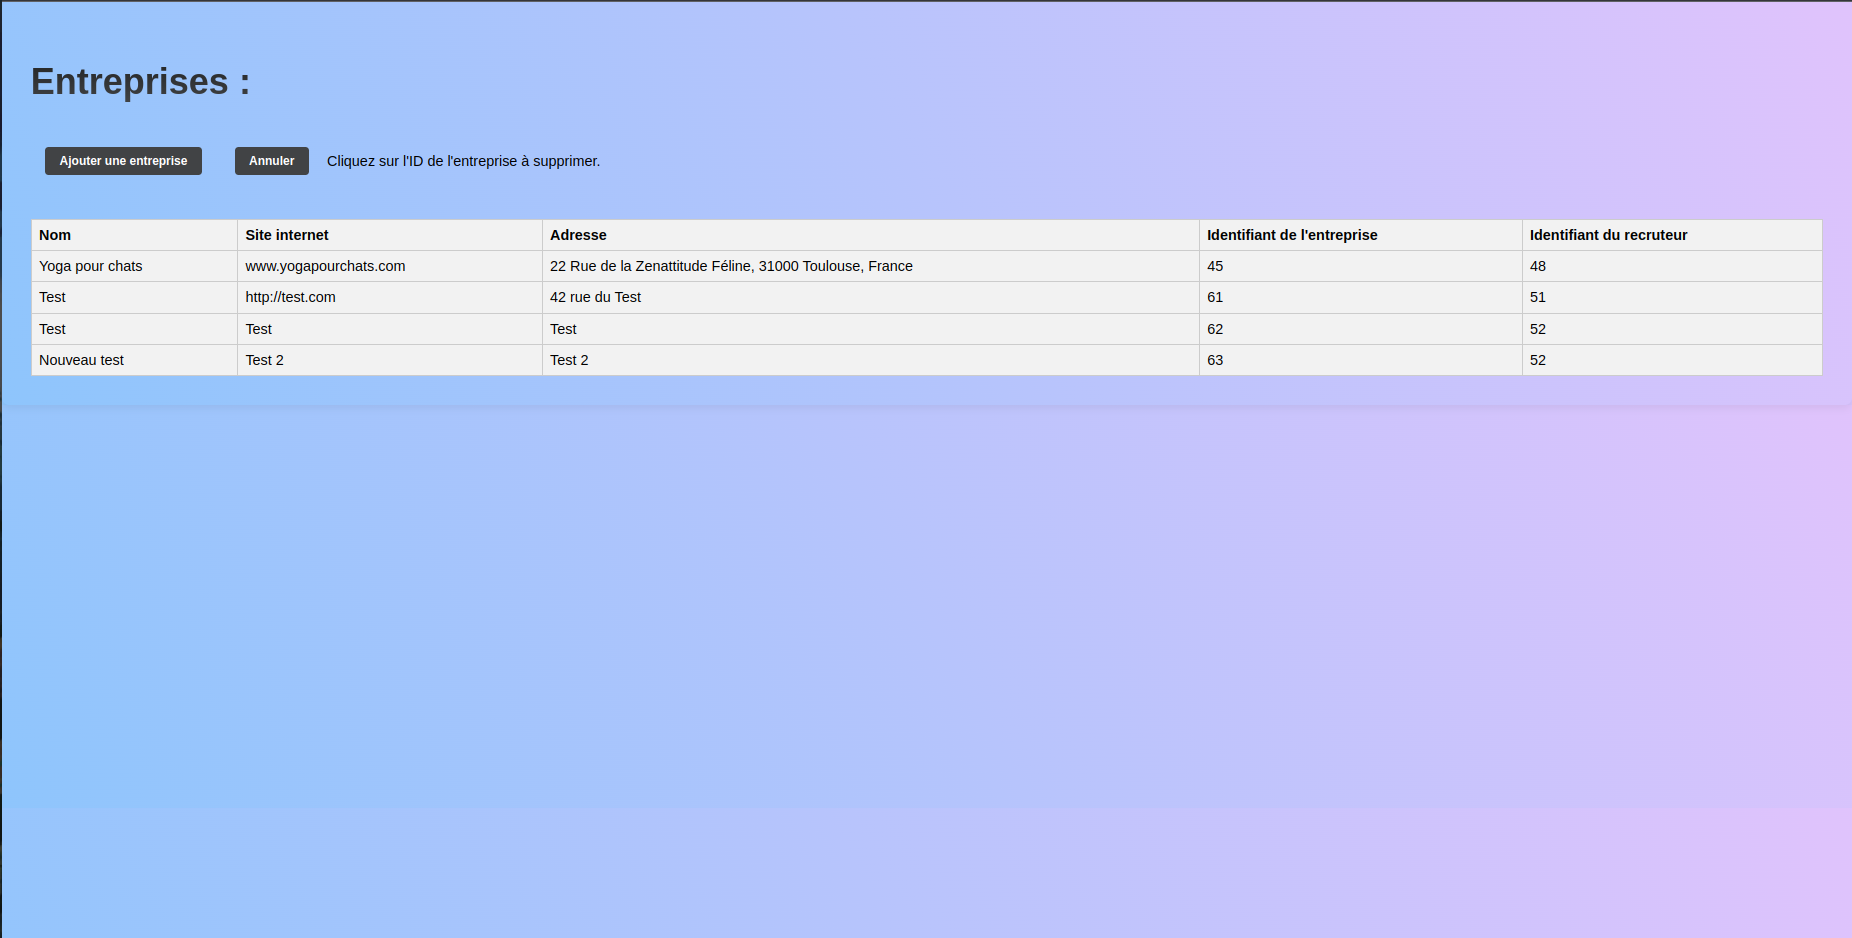 Entreprises :
Ajouter une entreprise Annuler Cliquez sur l'ID de l'entreprise à supprimer.
Nom Site internet Adresse Identifiant de l'entreprise Identifiant du recruteur
Yoga pour chats www.yogapourchats.com 22 Rue de la Zenattitude Féline, 31000 Toulouse, France 45 48
Test http://test.com 42 rue du Test 61 51
Test Test Test 62 52
Nouveau test Test 2 Test 2 63 52